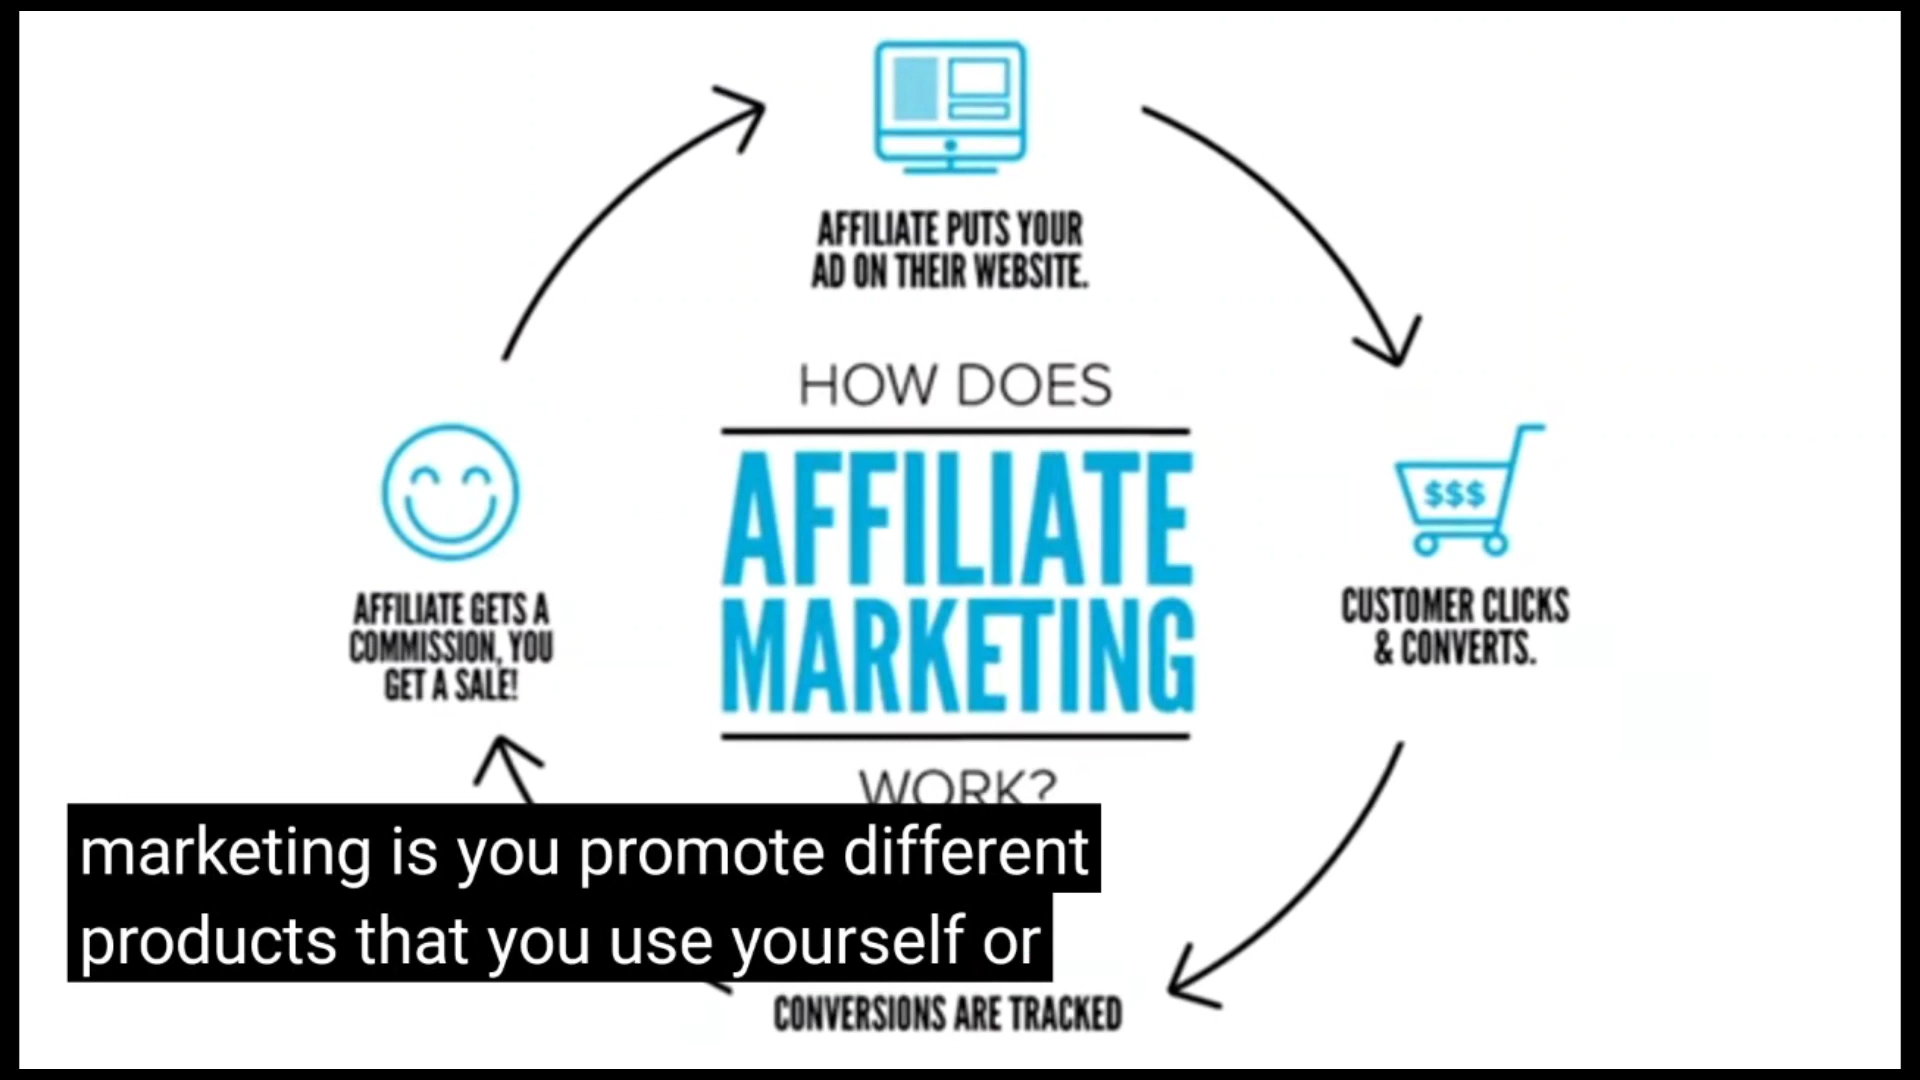 AFFILIATE PUTS YOUR
AD ON THEIR WEBSITE.
HOW DOES
AFFILIATE
MARKETING
WORK?
$$$
CUSTOMER CLICKS
& CONVERTS.
CONVERSIONS ARE TRACKED
AFFILIATE GETS A
COMMISSION, YOU
GET A SALE!
marketing is you promote different
products that you use yourself or